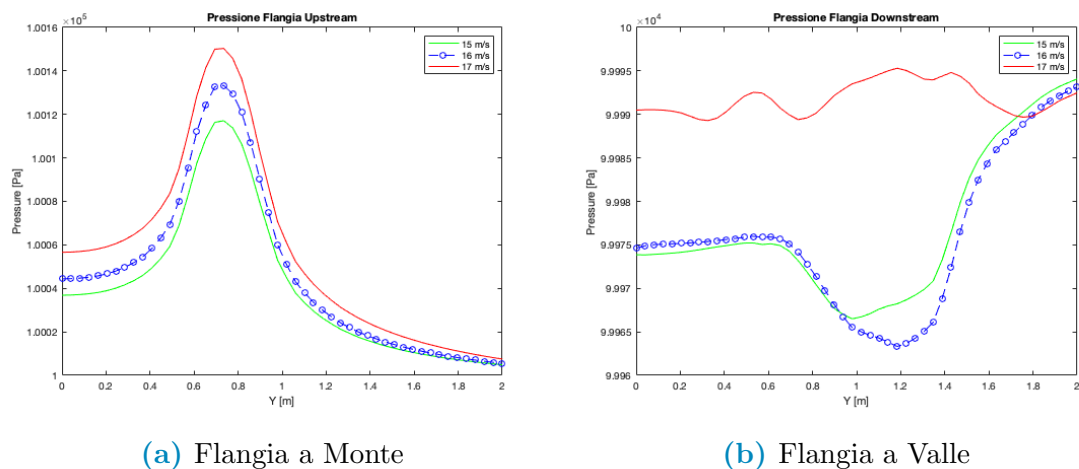 Pressione Flangia Upstream
×10⁵
1.0016
1.0014
1.0012
1.001
1.0008
1.0006
1.0004
1.0002
1
Pressure [Pa]
0 0.2 0.4 0.6 0.8 1 1.2 1.4 1.6 1.8 2
Y [m]
15 m/s
16 m/s
17 m/s
(a) Flangia a Monte
Pressione Flangia Downstream
×10⁴
10
9.9995
9.999
9.9985
9.998
9.9975
9.997
9.9965
9.996
Pressure [Pa]
0 0.2 0.4 0.6 0.8 1 1.2 1.4 1.6 1.8 2
Y [m]
15 m/s
16 m/s
17 m/s
(b) Flangia a Valle